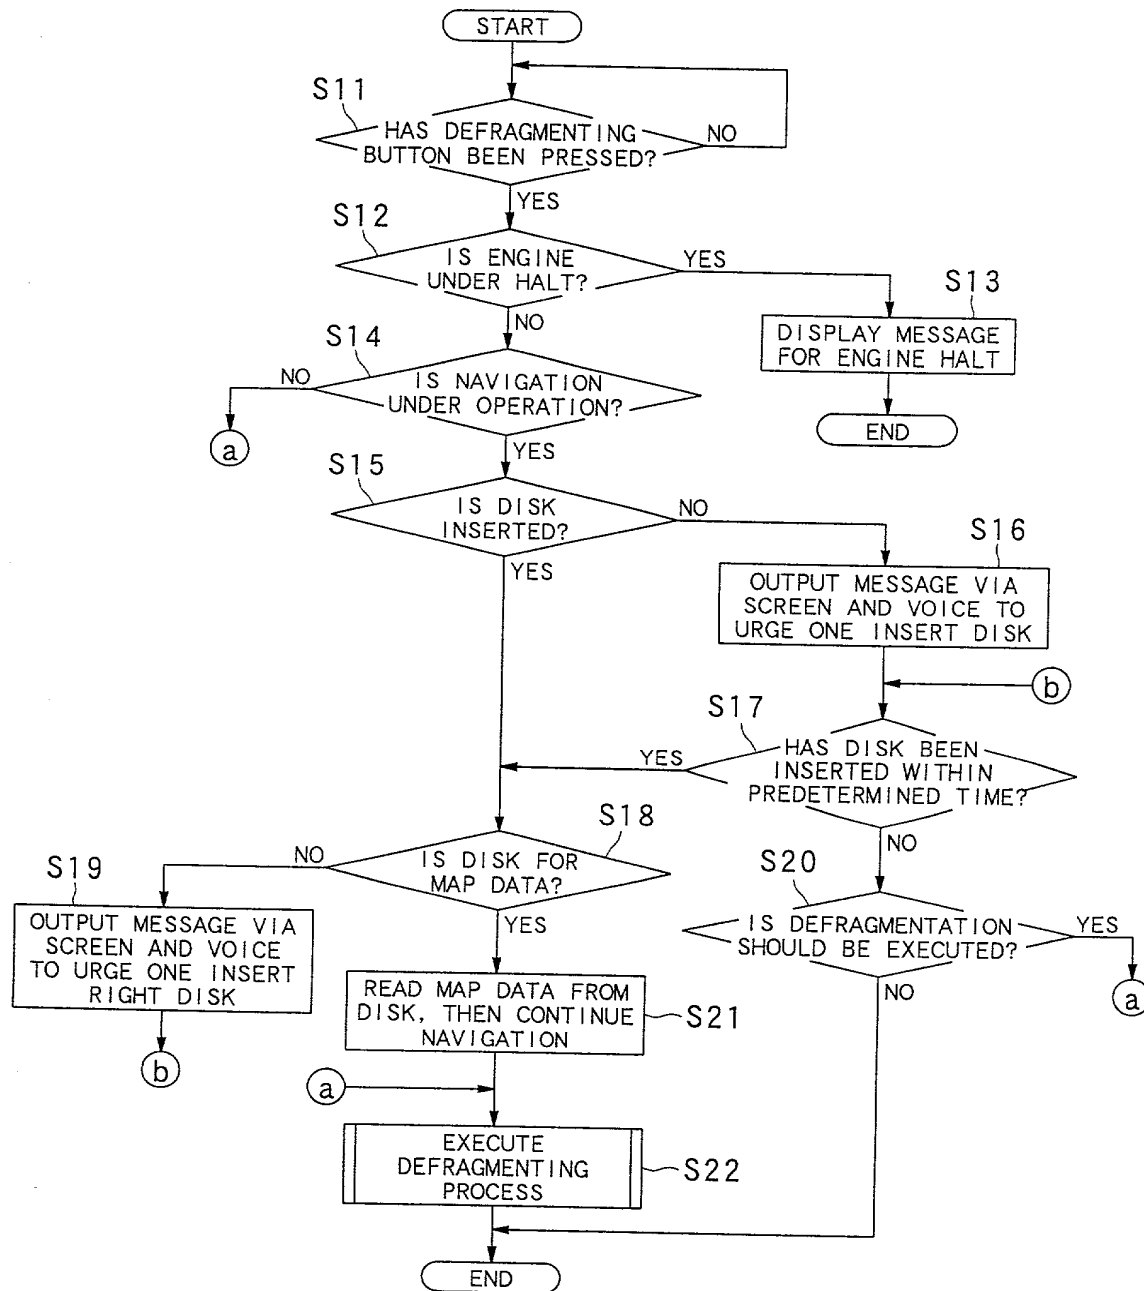 START
S11
HAS DEFRAGMENTING
BUTTON BEEN PRESSED?
NO
YES
S12
IS ENGINE
UNDER HALT?
YES
NO
S13
DISPLAY MESSAGE
FOR ENGINE HALT
END
S14
NO
IS NAVIGATION
UNDER OPERATION?
a
YES
S15
IS DISK
INSERTED?
NO
YES
S16
OUTPUT MESSAGE VIA
SCREEN AND VOICE TO
URGE ONE INSERT DISK
b
S17
YES
HAS DISK BEEN
INSERTED WITHIN
PREDETERMINED TIME?
NO
S18
NO
IS DISK FOR
MAP DATA?
YES
S19
OUTPUT MESSAGE VIA
SCREEN AND VOICE
TO URGE ONE INSERT
RIGHT DISK
b
S20
IS DEFRAGMENTATION
SHOULD BE EXECUTED?
YES
a
NO
READ MAP DATA FROM
DISK, THEN CONTINUE
NAVIGATION
S21
a
EXECUTE
DEFRAGMENTING
PROCESS
S22
END